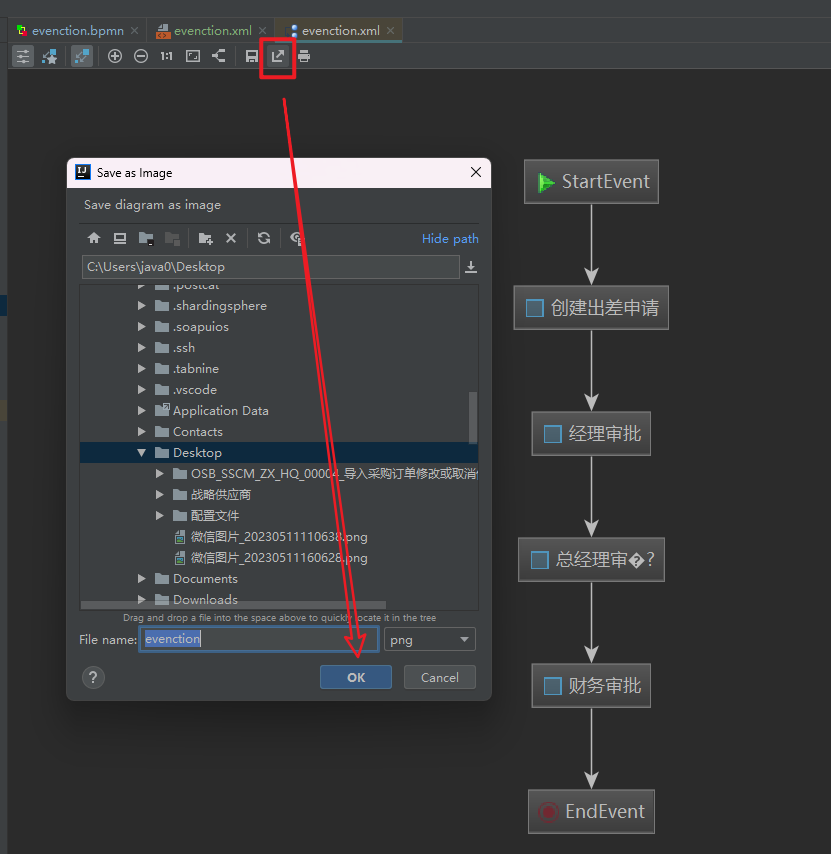 evenction.bpmn
evenction.xml
evenction.xml
1:1
Save as Image
Save diagram as image
Hide path
C:\Users\java0\Desktop
.postcat
.shardingsphere
.soapuios
.ssh
.tabnine
.vscode
Application Data
Contacts
Desktop
OSB_SSCM_ZX_HQ_00004_导入采购订单修改或取消
战略供应商
配置文件
微信图片_20230511110638.png
微信图片_20230511160628.png
Documents
Downloads
Drag and drop a file into the space above to quickly locate it in the tree
File name:
evenction
png
?
OK
Cancel
StartEvent
创建出差申请
经理审批
总经理审�?
财务审批
EndEvent